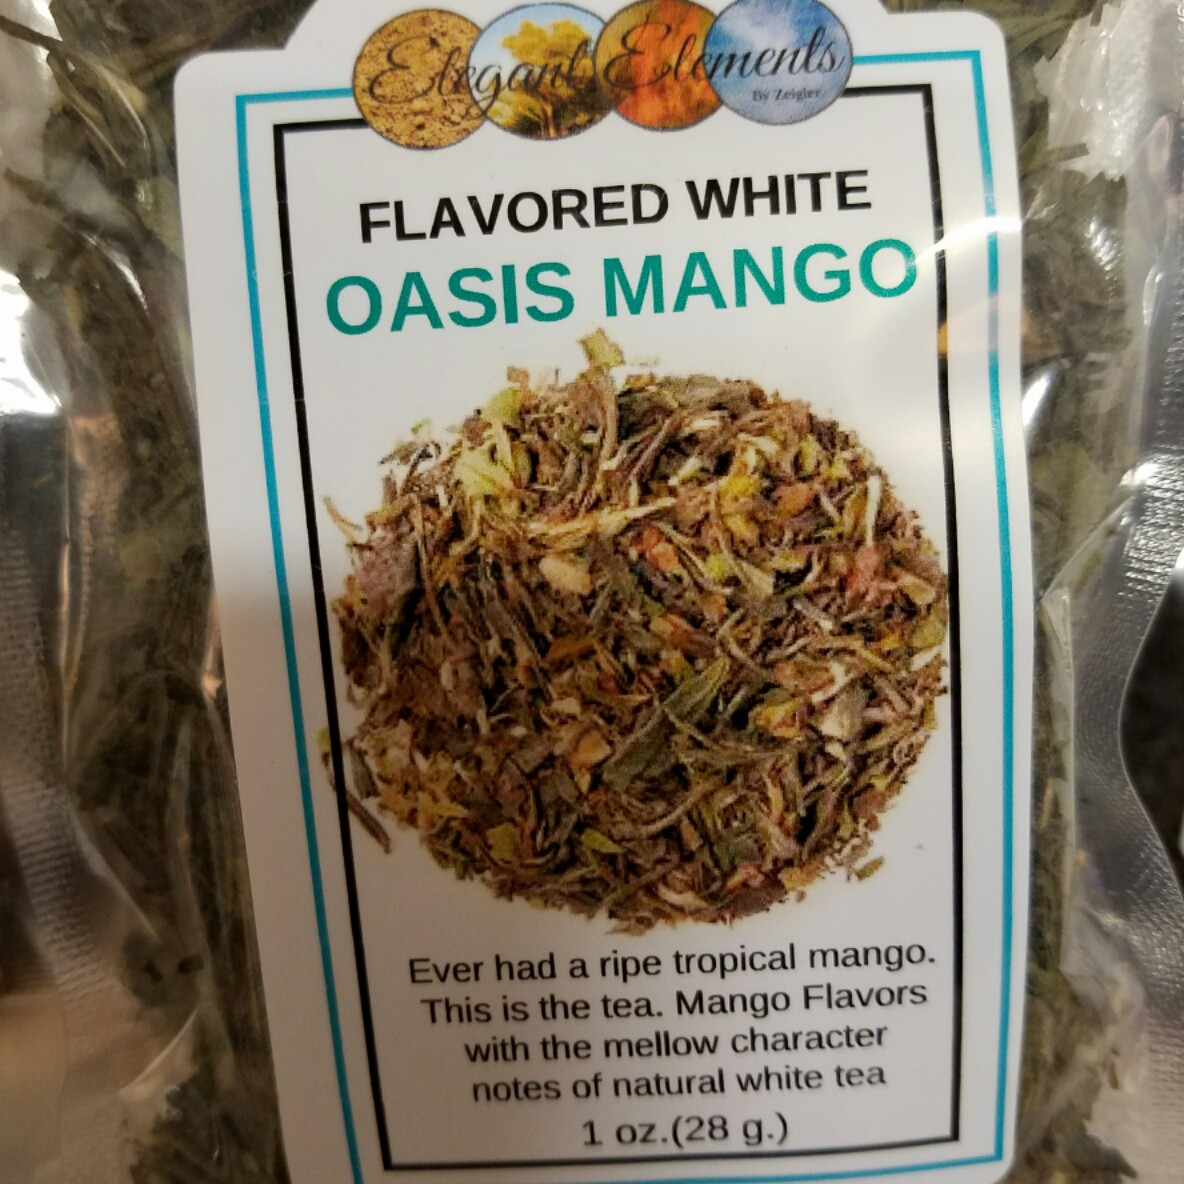 Elegant Elements
By Zeigler
FLAVORED WHITE
OASIS MANGO
Ever had a ripe tropical mango.
This is the tea. Mango Flavors
with the mellow character
notes of natural white tea
1 oz.(28 g.)